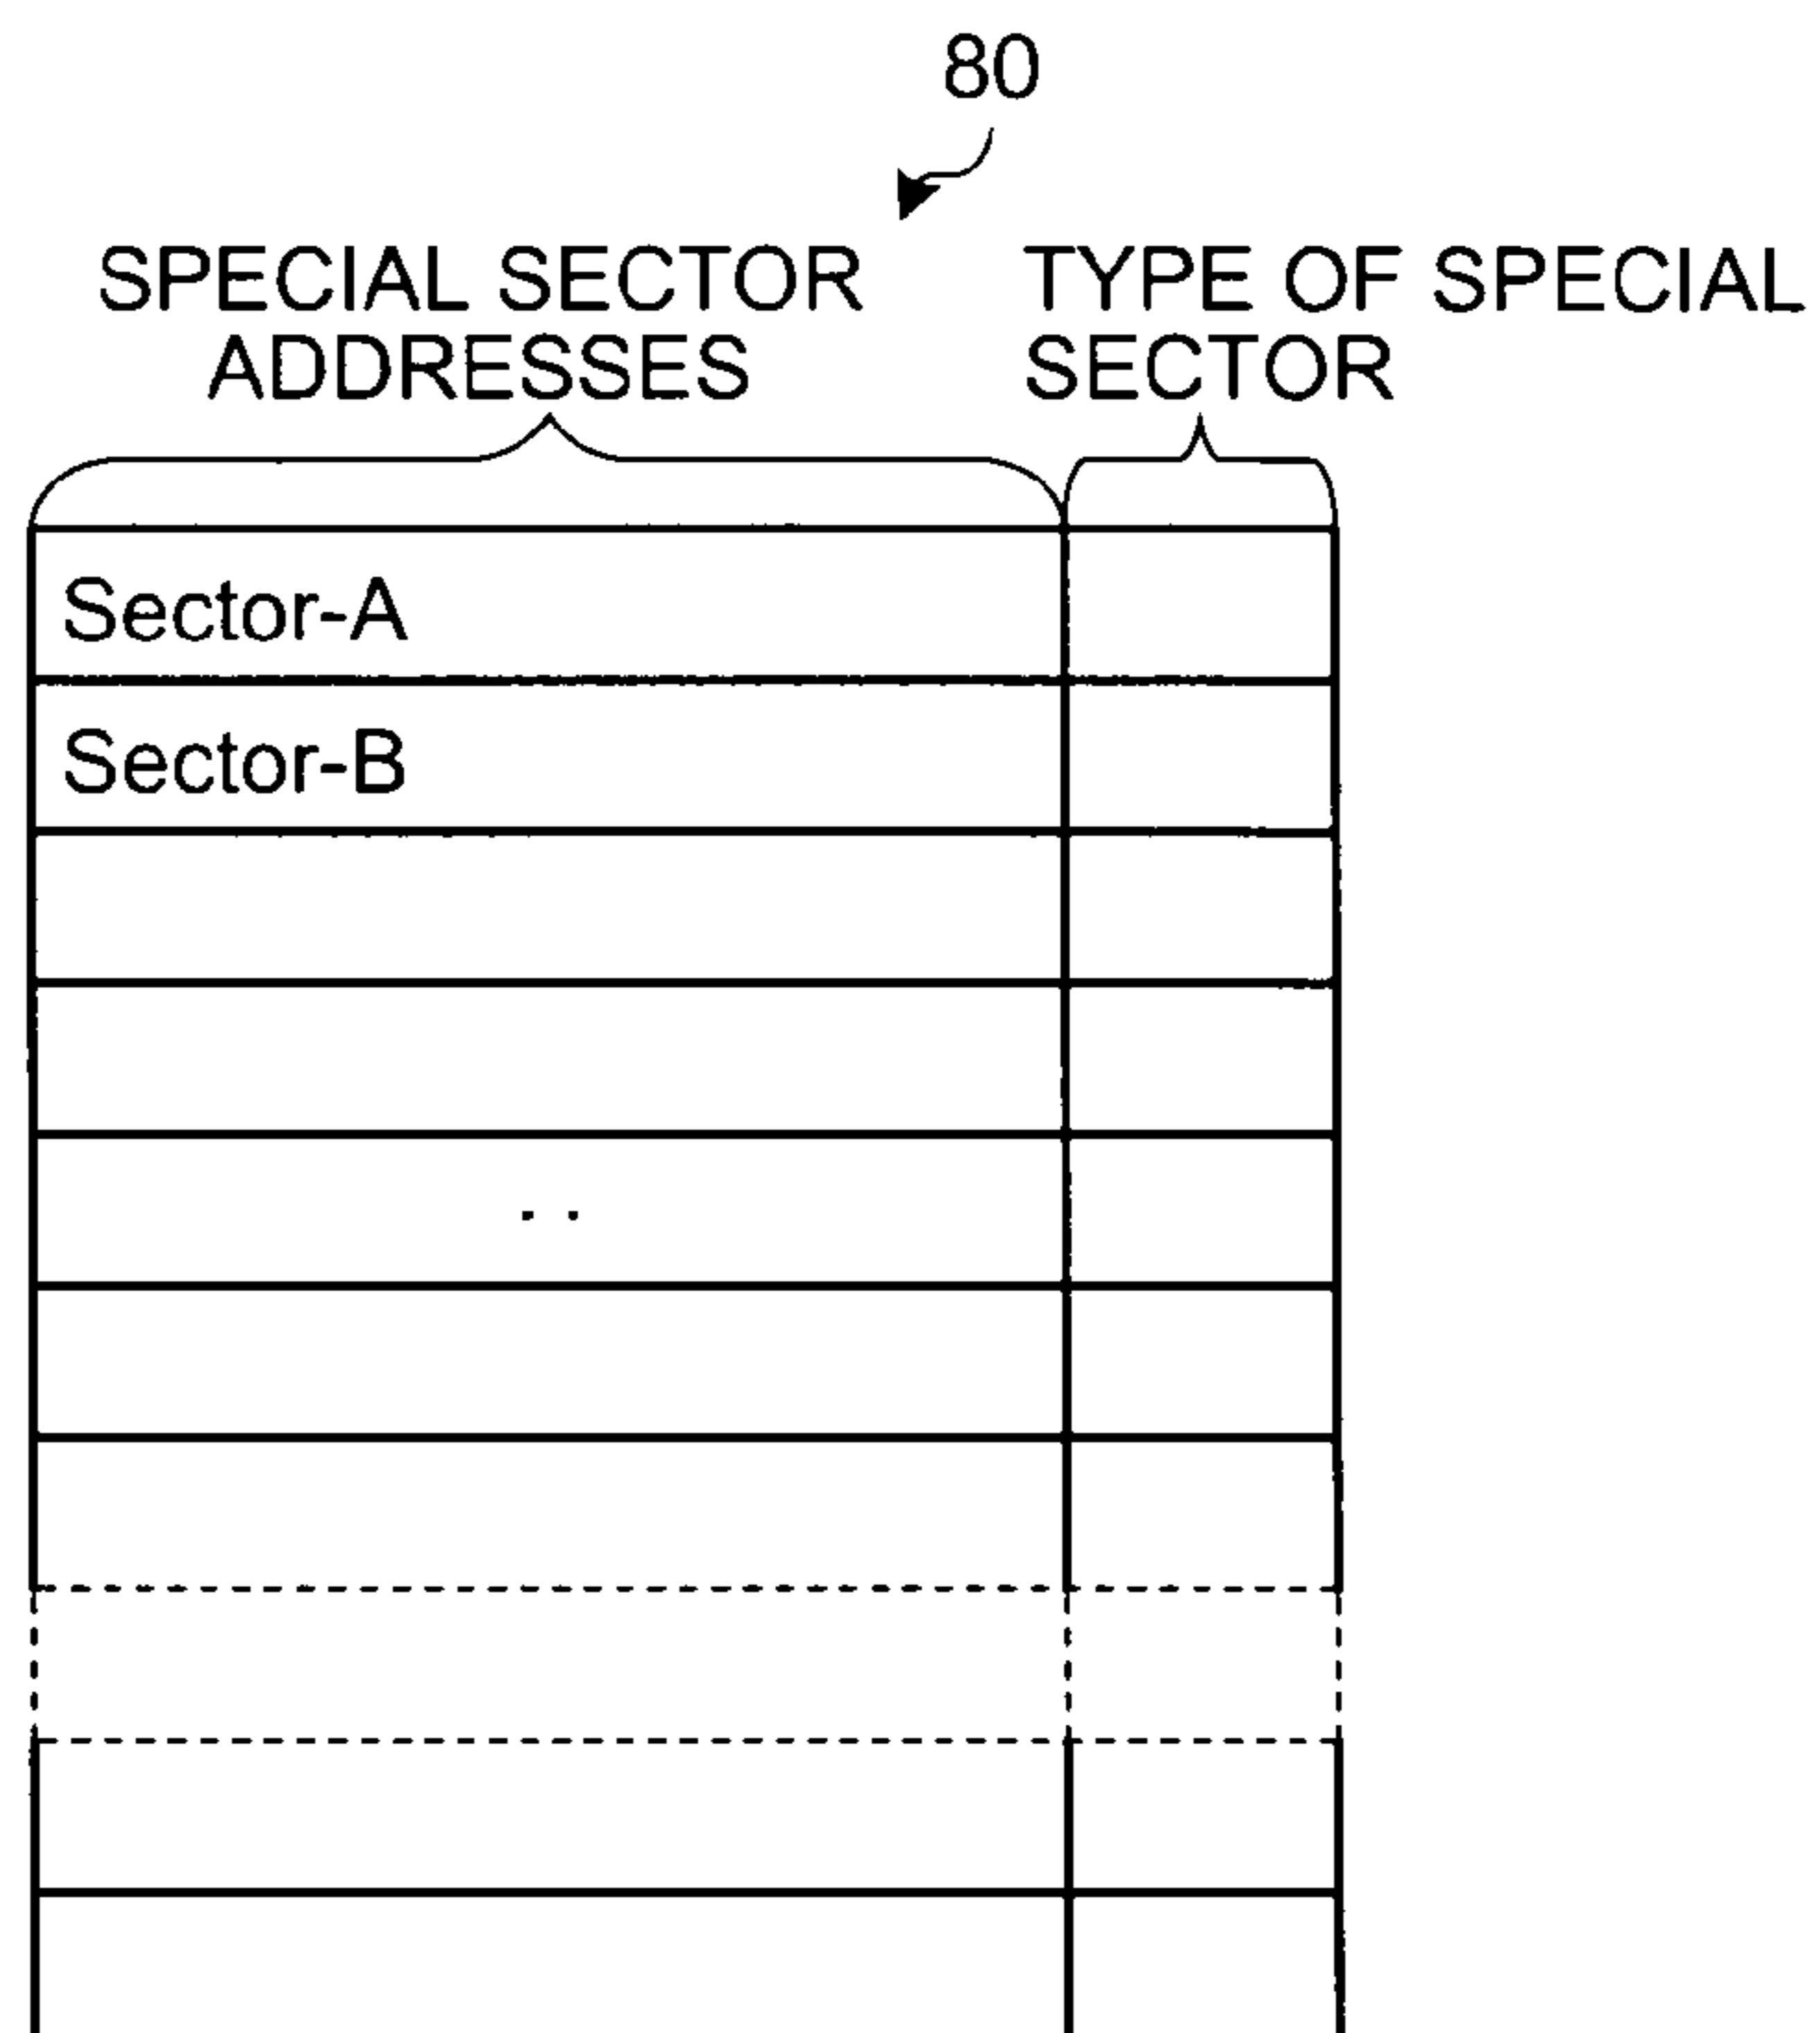 80
SPECIAL SECTOR ADDRESSES
TYPE OF SPECIAL SECTOR
Sector-A
Sector-B
. .